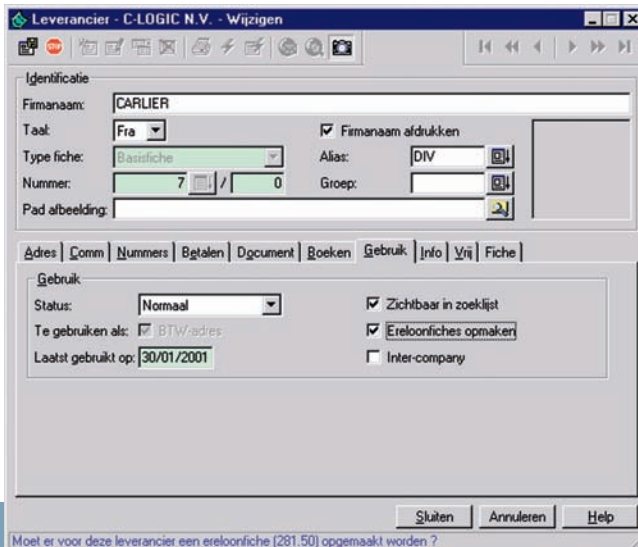 Leverancier - C-LOGIC N.V. - Wijzigen
STOP
Identificatie
Firmanaam: CARLIER
Taal: Fra Firmanaam afdrukken
Type fiche: Basisfiche Alias: DIV
Nummer: 7 / 0 Groep:
Pad afbeelding:
Adres Comm Nummers Betalen Document Boeken Gebruik Info Vrij Fiche
Gebruik
Status: Normaal Zichtbaar in zoeklijst
Te gebruiken als: BTW-adres Ereloonfiches opmaken
Laatst gebruikt op: 30/01/2001 Inter-company
Sluiten Annuleren Help
Moet er voor deze leverancier een ereloonfiche (281.50) opgemaakt worden ?